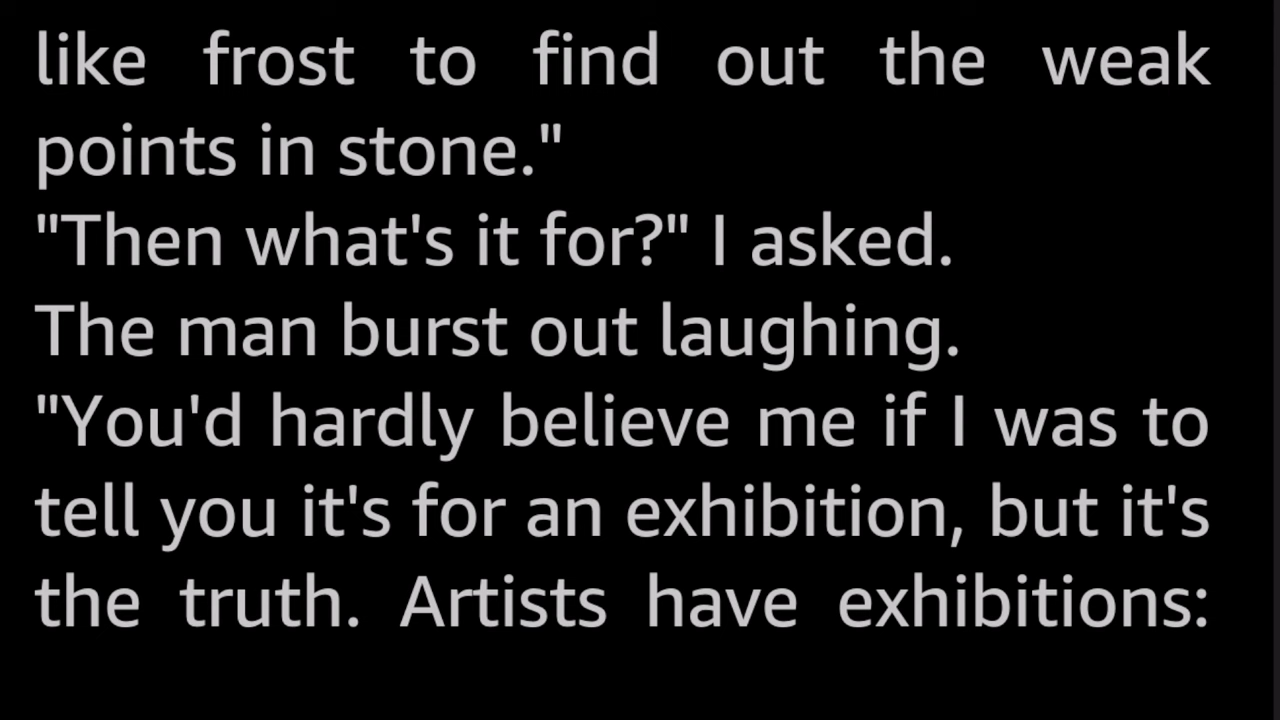 like frost to find out the weak
points in stone."
"Then what's it for?" I asked.
The man burst out laughing.
"You'd hardly believe me if I was to
tell you it's for an exhibition, but it's
the truth. Artists have exhibitions: